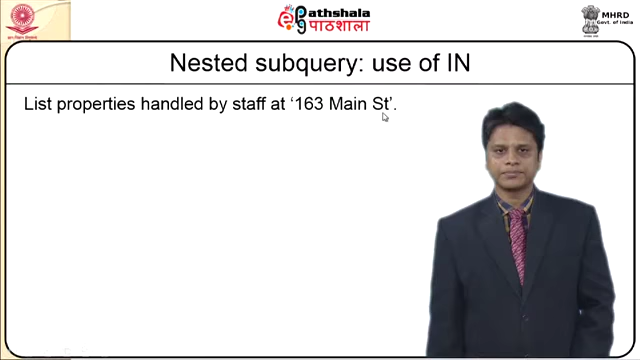 Pathshala
पाठशाला
MHRD
Govt. of India
Nested subquery: use of IN
List properties handled by staff at ‘163 Main St’.